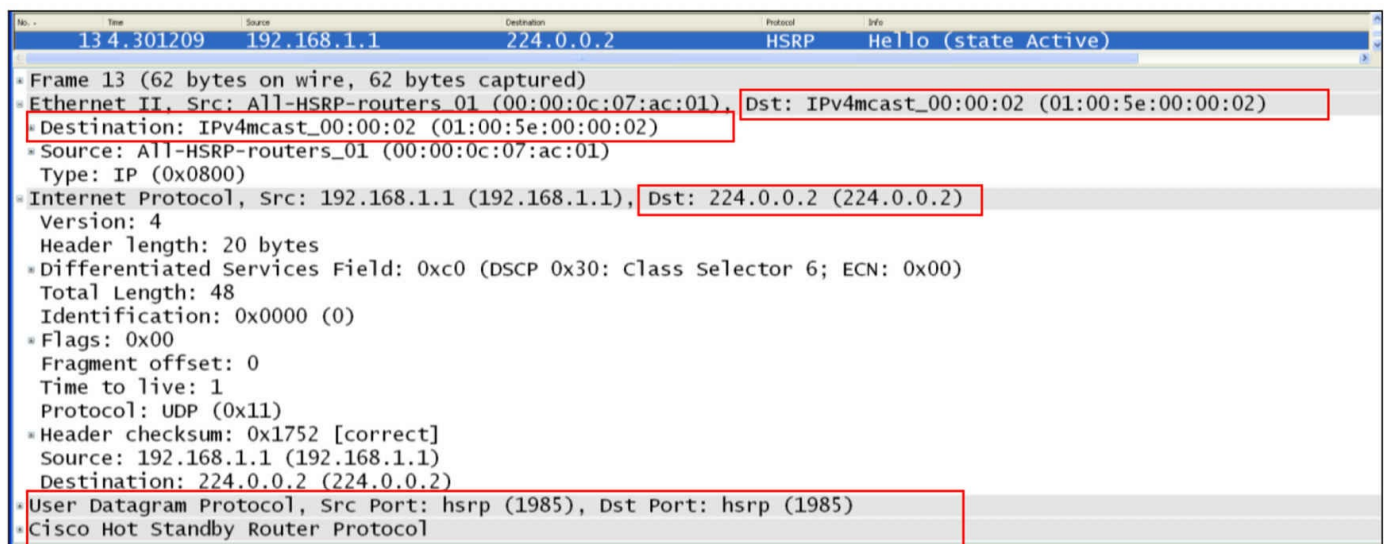 No. . Time Source Destination Protocol Info
13 4.301209 192.168.1.1 224.0.0.2 HSRP Hello (state Active)
Frame 13 (62 bytes on wire, 62 bytes captured)
Ethernet II, Src: All-HSRP-routers_01 (00:00:0c:07:ac:01), Dst: IPv4mcast_00:00:02 (01:00:5e:00:00:02)
Destination: IPv4mcast_00:00:02 (01:00:5e:00:00:02)
Source: All-HSRP-routers_01 (00:00:0c:07:ac:01)
Type: IP (0x0800)
Internet Protocol, Src: 192.168.1.1 (192.168.1.1), Dst: 224.0.0.2 (224.0.0.2)
Version: 4
Header length: 20 bytes
Differentiated Services Field: 0xc0 (DSCP 0x30: Class Selector 6; ECN: 0x00)
Total Length: 48
Identification: 0x0000 (0)
Flags: 0x00
Fragment offset: 0
Time to live: 1
Protocol: UDP (0x11)
Header checksum: 0x1752 [correct]
Source: 192.168.1.1 (192.168.1.1)
Destination: 224.0.0.2 (224.0.0.2)
User Datagram Protocol, Src Port: hsrp (1985), Dst Port: hsrp (1985)
Cisco Hot Standby Router Protocol